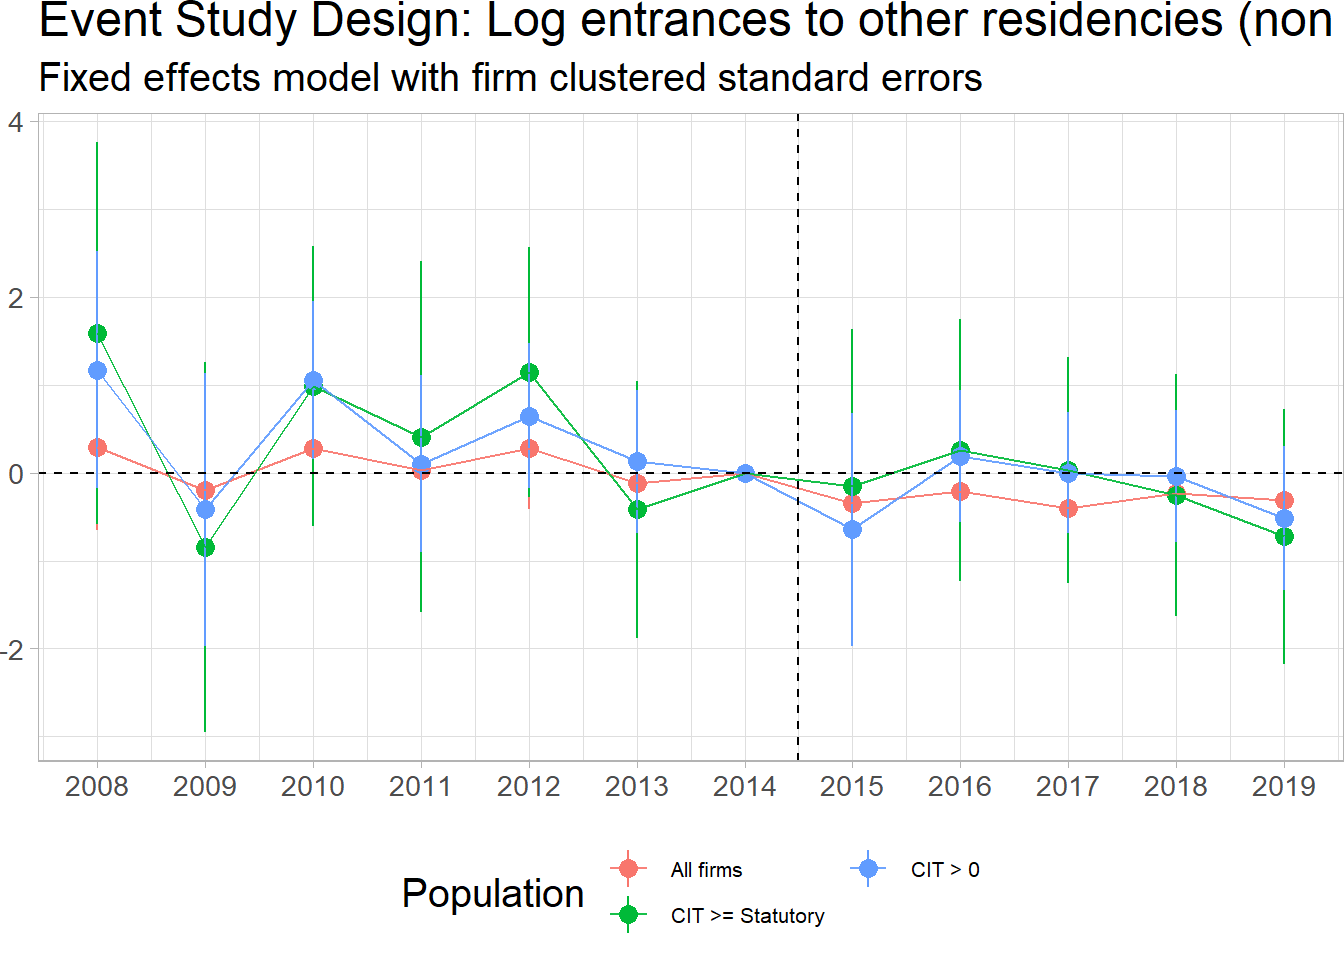 Event Study Design: Log entrances to other residencies (non
Fixed effects model with firm clustered standard errors
4
2
0
-2
2008 2009 2010 2011 2012 2013 2014 2015 2016 2017 2018 2019
Population
All firms
CIT > 0
CIT >= Statutory